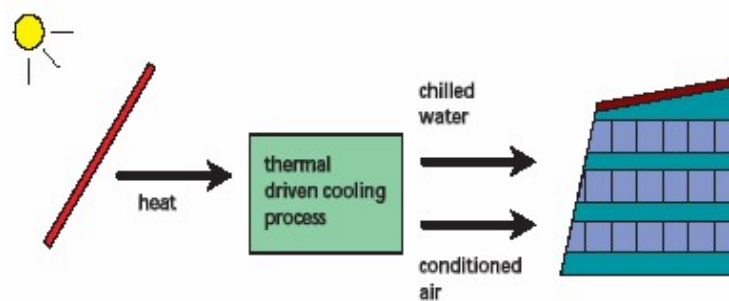 heat
thermal
driven cooling
process
chilled
water
conditioned
air